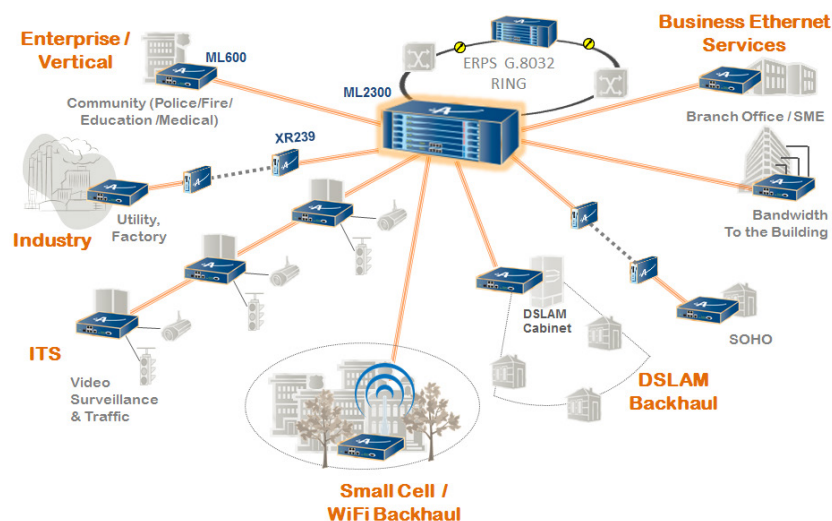 Enterprise /
Vertical
ML600
Community (Police/Fire/
Education /Medical)
ERPS G.8032
RING
ML2300
Business Ethernet
Services
Branch Office / SME
XR239
Utility,
Factory
Industry
Bandwidth
To the Building
ITS
Video
Surveillance
& Traffic
DSLAM
Cabinet
SOHO
DSLAM
Backhaul
Small Cell /
WiFi Backhaul